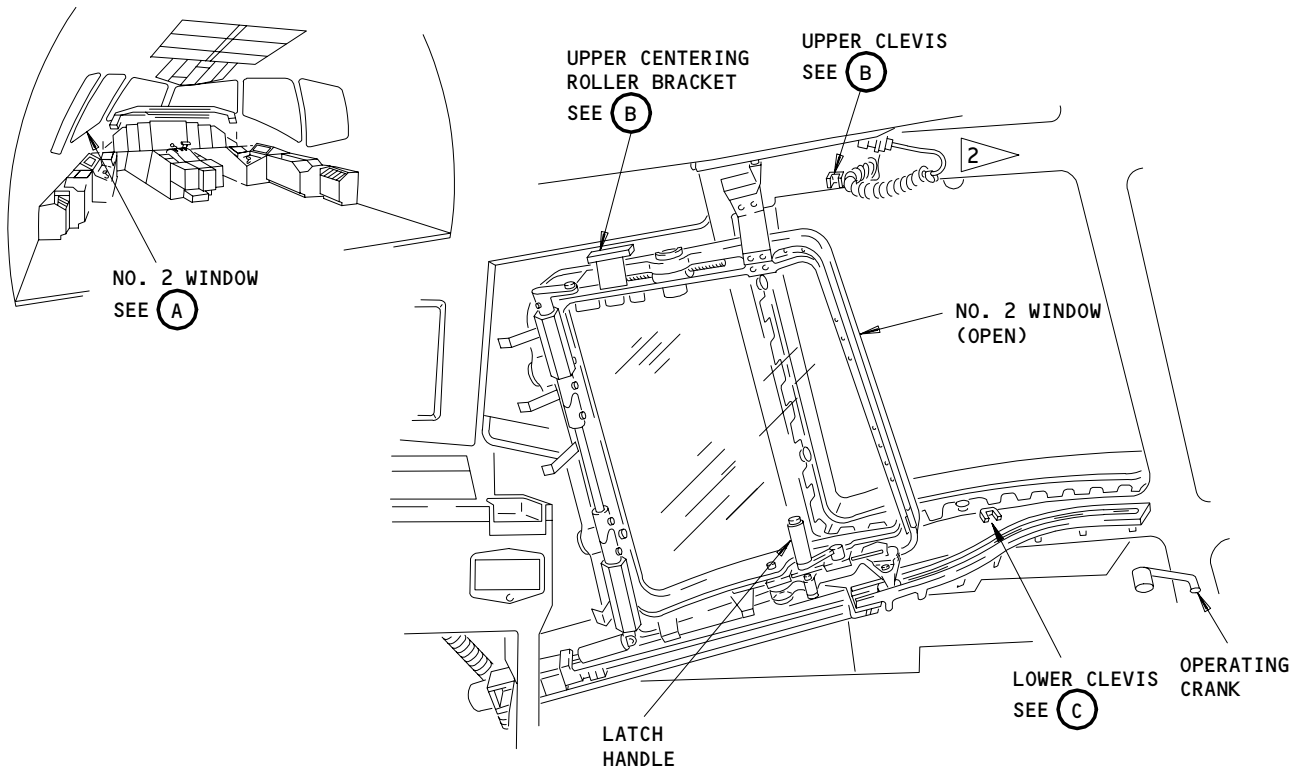 UPPER CENTERING
ROLLER BRACKET
SEE B
UPPER CLEVIS
SEE B
2
NO. 2 WINDOW
SEE A
NO. 2 WINDOW
(OPEN)
LOWER CLEVIS
SEE C
OPERATING
CRANK
LATCH
HANDLE